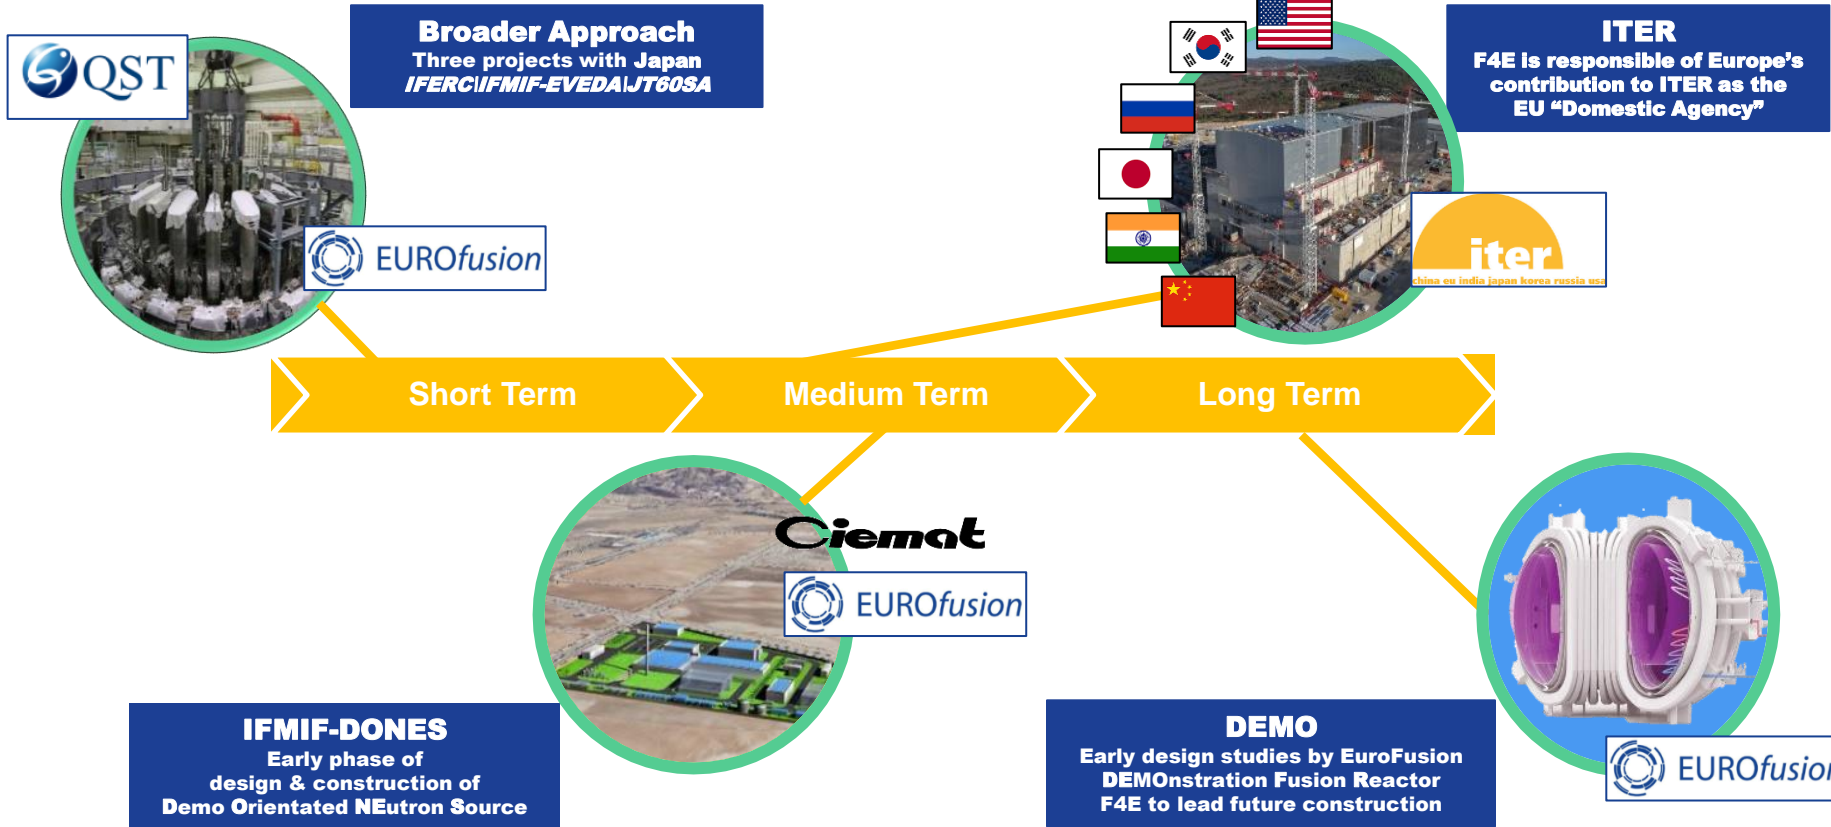 QST
Broader Approach
Three projects with Japan
IFERC\IFMIF-EVEDA\JT60SA
EUROfusion
ITER
F4E is responsible of Europe's
contribution to ITER as the
EU “Domestic Agency”
iter
china eu india japan korea russia usa
Short Term
Medium Term
Long Term
Ciemat
EUROfusion
IFMIF-DONES
Early phase of
design & construction of
Demo Orientated NEutron Source
DEMO
Early design studies by EuroFusion
DEMOnstration Fusion Reactor
F4E to lead future construction
EUROfusion